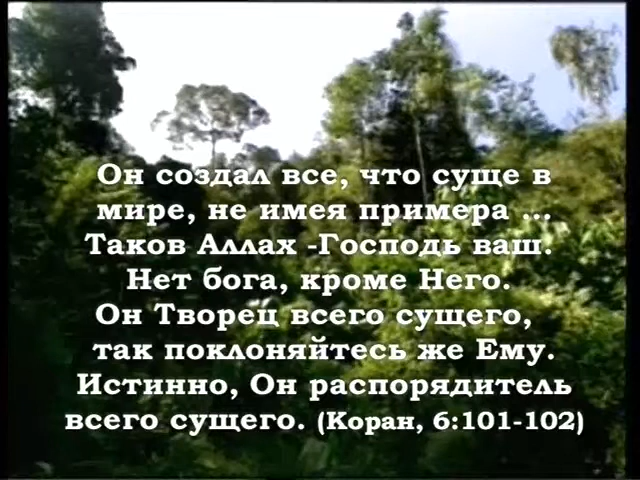 Он создал все, что суще в
мире, не имея примера ...
Таков Аллах -Господь ваш.
Нет бога, кроме Него.
Он Творец всего сущего,
так поклоняйтесь же Ему.
Истинно, Он распорядитель
всего сущего. (Коран, 6:101-102)